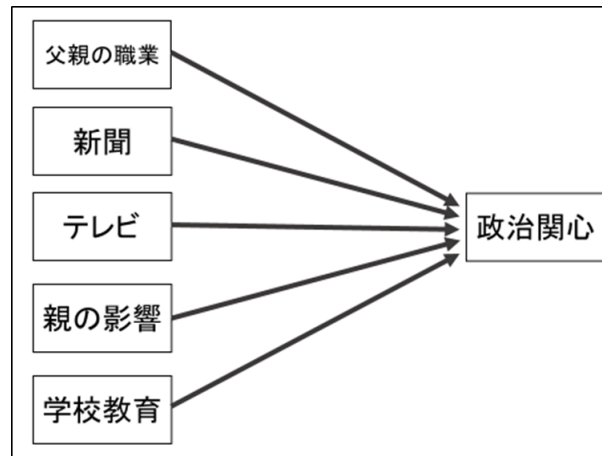 父親の職業
新聞
テレビ
親の影響
学校教育
政治関心